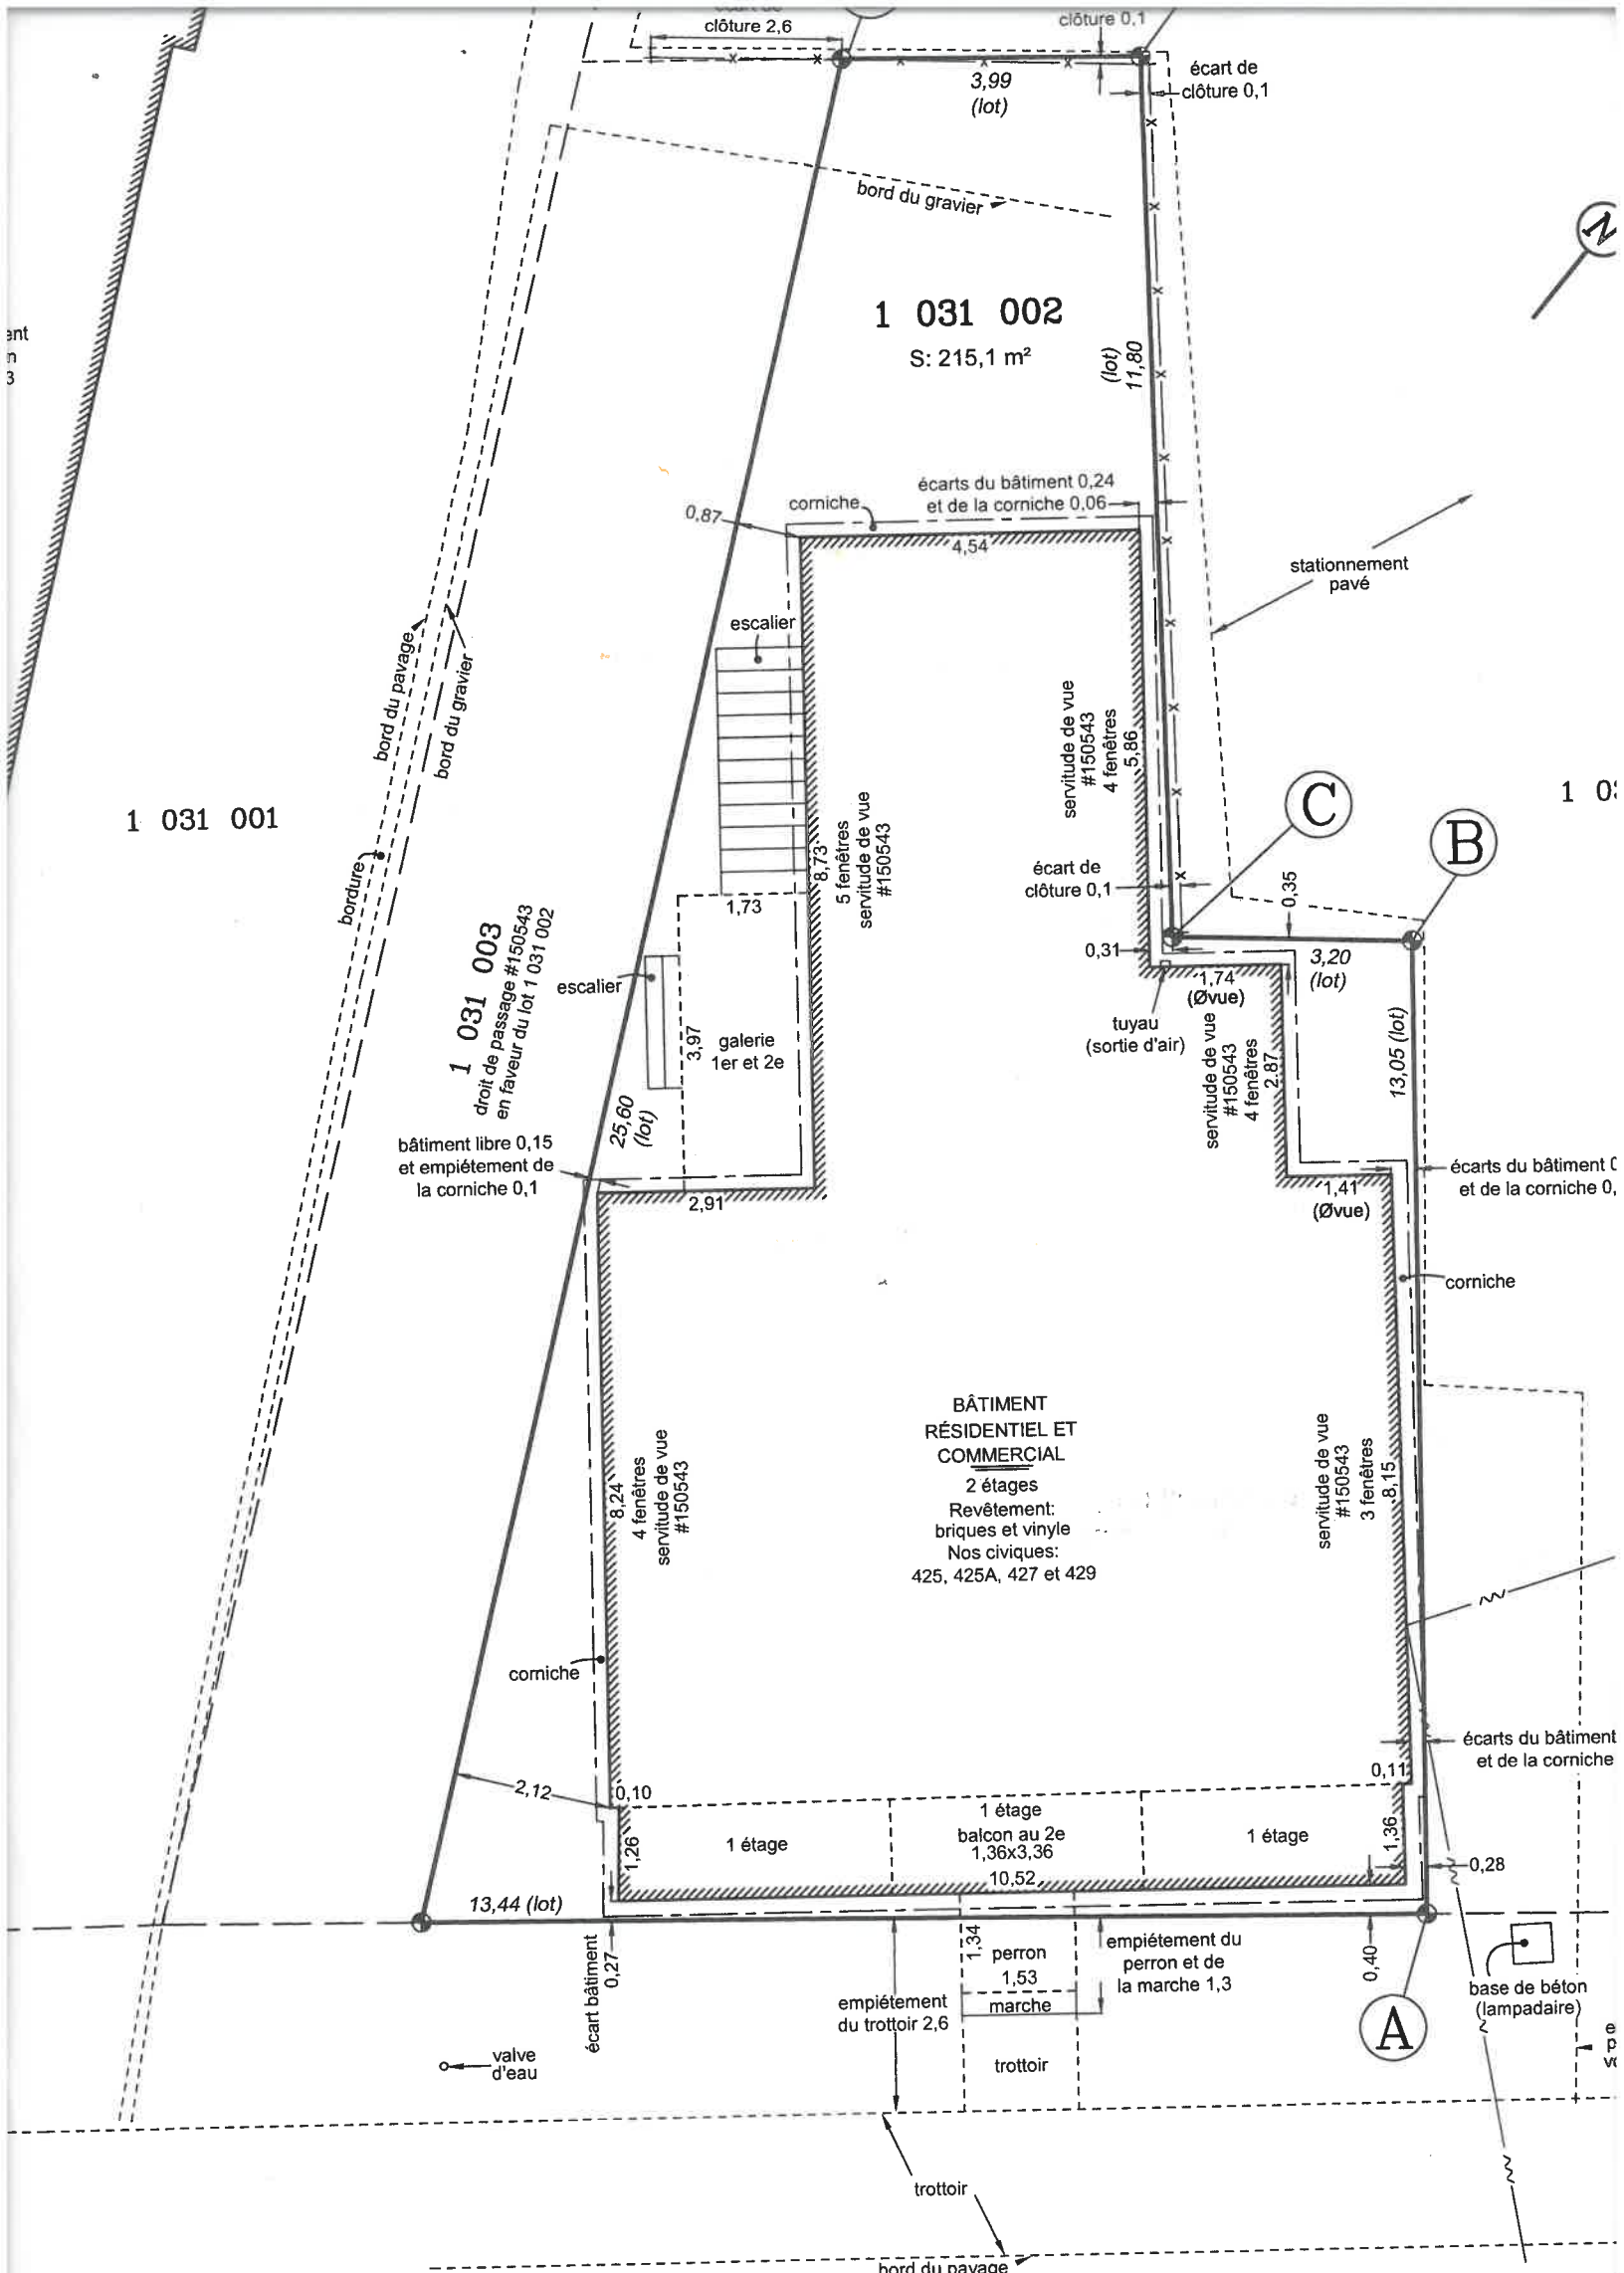 clôture 2,6
clôture 0,1
3,99
(lot)
écart de
clôture 0,1
bord du gravier
N
1 031 002
S: 215,1 m²
(lot)
11,80
écarts du bâtiment 0,24
et de la corniche 0,06
corniche
0,87
4,54
stationnement
pavé
escalier
bord du pavage
bord du gravier
servitude de vue
#150543
4 fenêtres
5,86
1 031 001
8,73
5 fenêtres
servitude de vue
#150543
C
B
bordure
écart de
clôture 0,1
0,35
1,73
1 031 003
droit de passage #150543
en faveur du lot 1 031 002
escalier
0,31
3,20
(lot)
1,74
(Øvue)
tuyau
(sortie d'air)
3,97
galerie
1er et 2e
servitude de vue
#150543
4 fenêtres
2,87
13,05 (lot)
25,60
(lot)
bâtiment libre 0,15
et empiétement de
la corniche 0,1
écarts du bâtiment
et de la corniche
2,91
1,41
(Øvue)
corniche
BÂTIMENT
RÉSIDENTIEL ET
COMMERCIAL
2 étages
Revêtement:
briques et vinyle
Nos civiques:
425, 425A, 427 et 429
8,24
4 fenêtres
servitude de vue
#150543
servitude de vue
#150543
3 fenêtres
8,15
corniche
écarts du bâtiment
et de la corniche
2,12
0,10
0,11
1,26
1 étage
1 étage
balcon au 2e
1,36x3,36
1 étage
1,36
10,52
0,28
13,44 (lot)
écart bâtiment
0,27
1,34
perron
1,53
marche
empiétement du
perron et de
la marche 1,3
0,40
empiétement
du trottoir 2,6
base de béton
(lampadaire)
A
valve
d'eau
trottoir
trottoir
bord du pavage